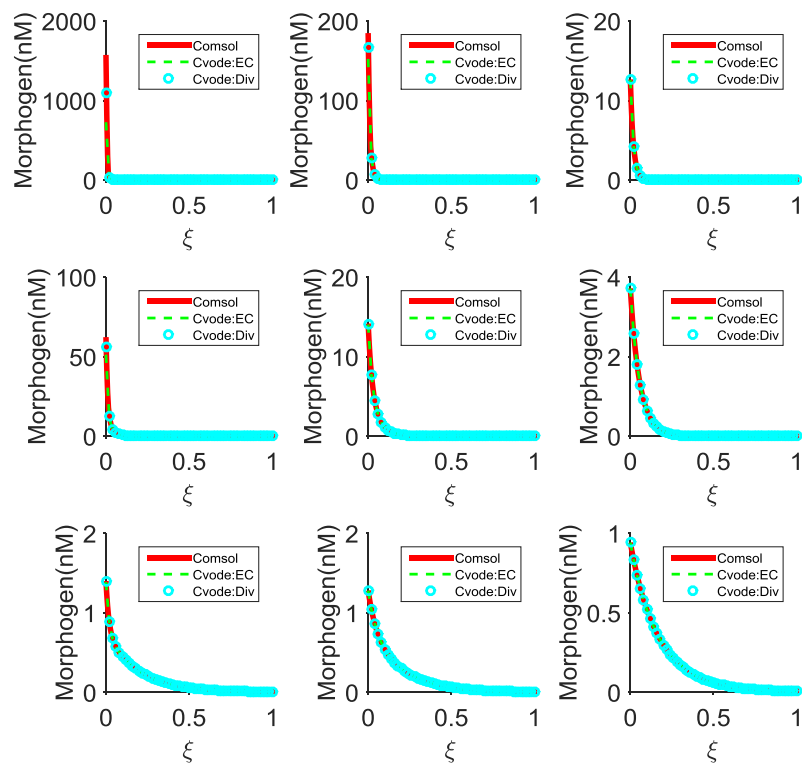 Morphogen(nM)
2000
1000
0
0
0.5
1
ξ
Comsol
Cvode:EC
Cvode:Div
Morphogen(nM)
200
100
0
0
0.5
1
ξ
Comsol
Cvode:EC
Cvode:Div
Morphogen(nM)
20
10
0
0
0.5
1
ξ
Comsol
Cvode:EC
Cvode:Div
Morphogen(nM)
100
50
0
0
0.5
1
ξ
Comsol
Cvode:EC
Cvode:Div
Morphogen(nM)
20
10
0
0
0.5
1
ξ
Comsol
Cvode:EC
Cvode:Div
Morphogen(nM)
4
2
0
0
0.5
1
ξ
Comsol
Cvode:EC
Cvode:Div
Morphogen(nM)
2
1
0
0
0.5
1
ξ
Comsol
Cvode:EC
Cvode:Div
Morphogen(nM)
2
1
0
0
0.5
1
ξ
Comsol
Cvode:EC
Cvode:Div
Morphogen(nM)
1
0.5
0
0
0.5
1
ξ
Comsol
Cvode:EC
Cvode:Div